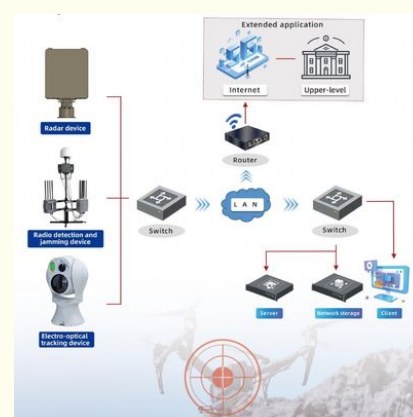 Extended application
Internet
Upper-level
Radar device
Router
Radio detection and
jamming device
Switch
LAN
Switch
Electro-optical
tracking device
Server
Network storage
Client